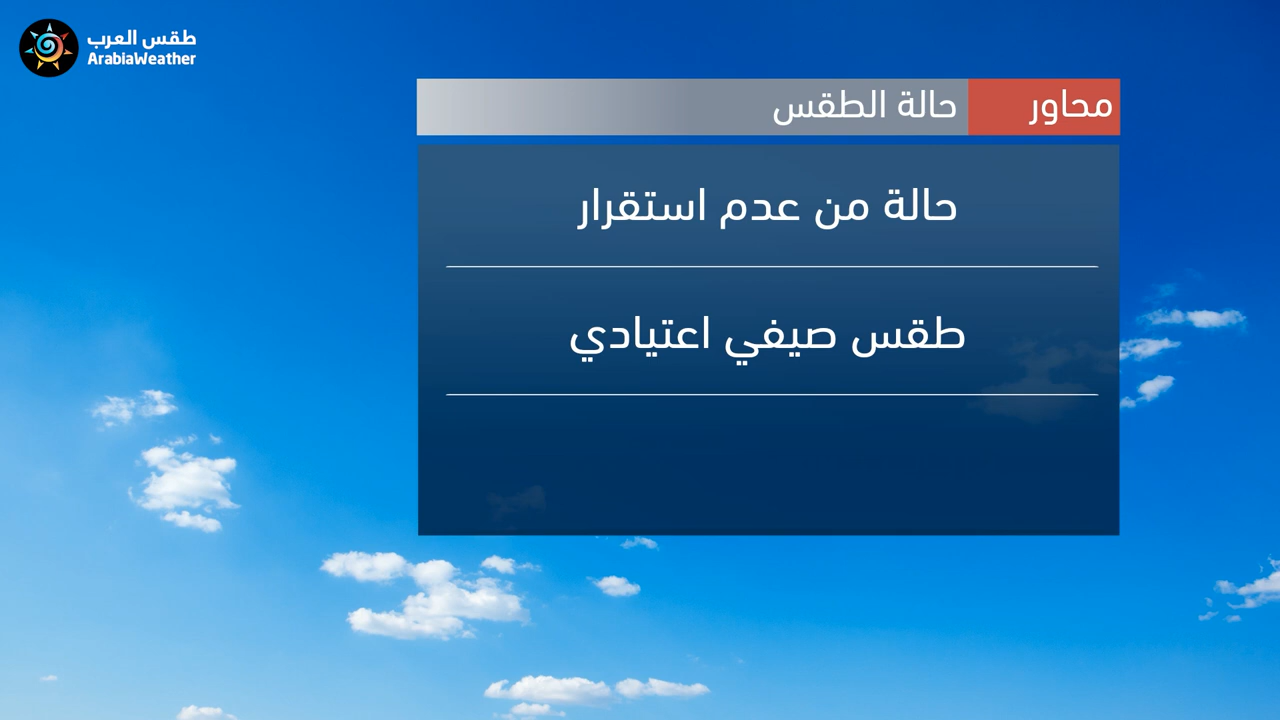 طقس العرب
ArabiaWeather
محاور حالة الطقس
حالة من عدم استقرار
طقس صيفي اعتيادي